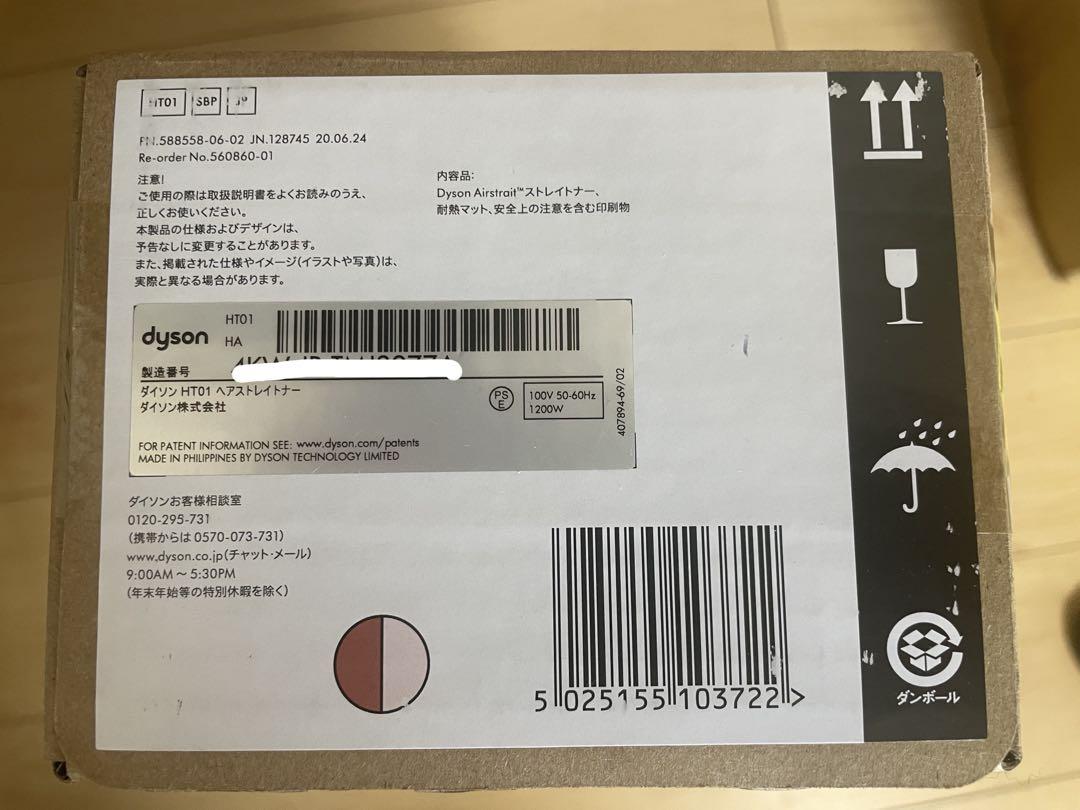 HT01 SBP JP
PN.588558-06-02 JN.128745 20.06.24
Re-order No.560860-01
注意!
ご使用の際は取扱説明書をよくお読みのうえ、
正しくお使いください。
本製品の仕様およびデザインは、
予告なしに変更することがあります。
また、掲載された仕様やイメージ(イラストや写真)は、
実際と異なる場合があります。
内容品:
Dyson Airstrait™ストレイトナー、
耐熱マット、安全上の注意を含む印刷物
dyson
HT01
HA
製造番号
ダイソン HT01 ヘアストレイトナー
ダイソン株式会社
PS
E
100V 50-60Hz
1200W
407894-69/02
FOR PATENT INFORMATION SEE: www.dyson.com/patents
MADE IN PHILIPPINES BY DYSON TECHNOLOGY LIMITED
ダイソンお客様相談室
0120-295-731
(携帯からは 0570-073-731)
www.dyson.co.jp(チャット・メール)
9:00AM～5:30PM
(年末年始等の特別休暇を除く)
5 025155 103722 >
ダンボール